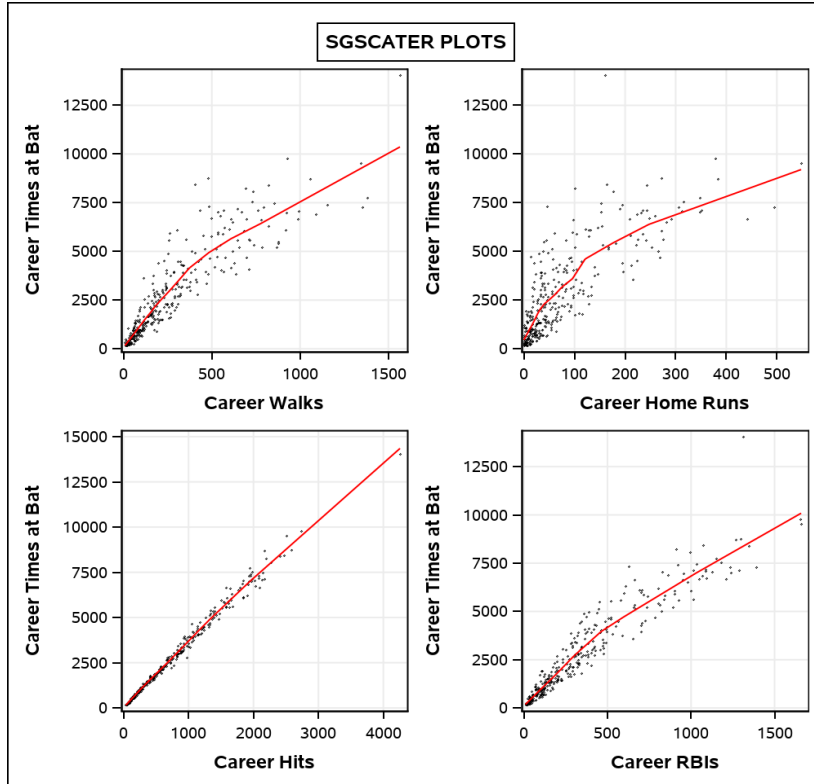 SGSCATER PLOTS
Career Times at Bat
12500
10000
7500
5000
2500
0
0 500 1000 1500
Career Walks
Career Times at Bat
12500
10000
7500
5000
2500
0
0 100 200 300 400 500
Career Home Runs
Career Times at Bat
15000
12500
10000
7500
5000
2500
0
0 1000 2000 3000 4000
Career Hits
Career Times at Bat
12500
10000
7500
5000
2500
0
0 500 1000 1500
Career RBIs